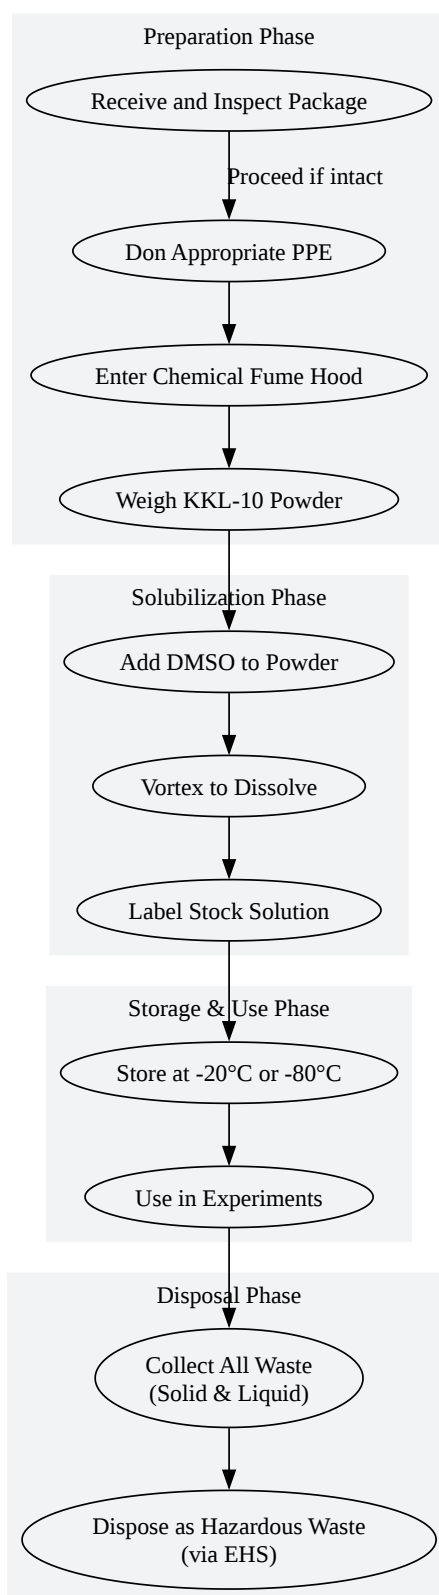 Preparation Phase
Receive and Inspect Package
Proceed if intact
Don Appropriate PPE
Enter Chemical Fume Hood
Weigh KKL-10 Powder
Solubilization Phase
Add DMSO to Powder
Vortex to Dissolve
Label Stock Solution
Storage & Use Phase
Store at -20°C or -80°C
Use in Experiments
Disposal Phase
Collect All Waste
(Solid & Liquid)
Dispose as Hazardous Waste
(via EHS)